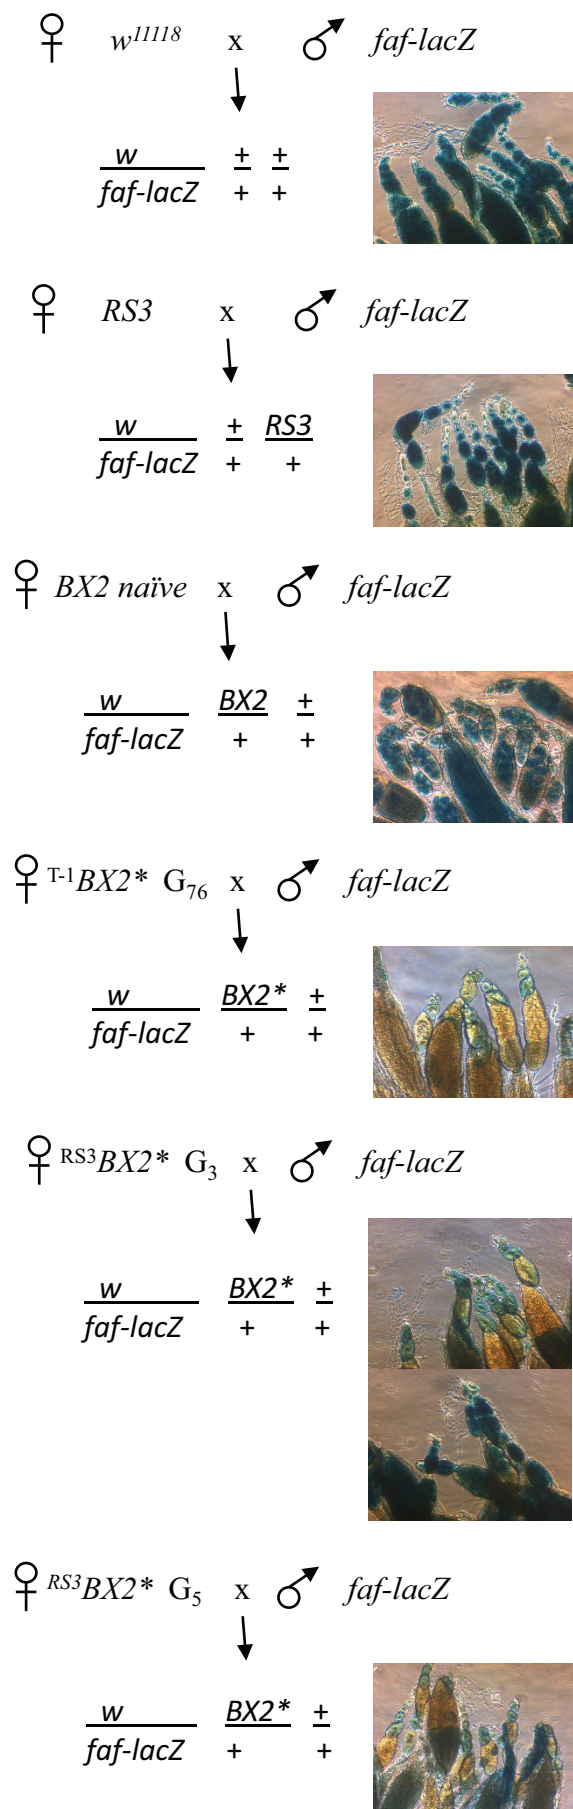 ♀ w¹¹¹¹⁸ x ♂ faf-lacZ
w + +
faf-lacZ + +
♀ RS3 x ♂ faf-lacZ
w + RS3
faf-lacZ + +
♀ BX2 naïve x ♂ faf-lacZ
w BX2 +
faf-lacZ + +
♀ ᵀ⁻¹BX2* G₇₆ x ♂ faf-lacZ
w BX2* +
faf-lacZ + +
♀ ᴿˢ³BX2* G₃ x ♂ faf-lacZ
w BX2* +
faf-lacZ + +
♀ ᴿˢ³BX2* G₅ x ♂ faf-lacZ
w BX2* +
faf-lacZ + +